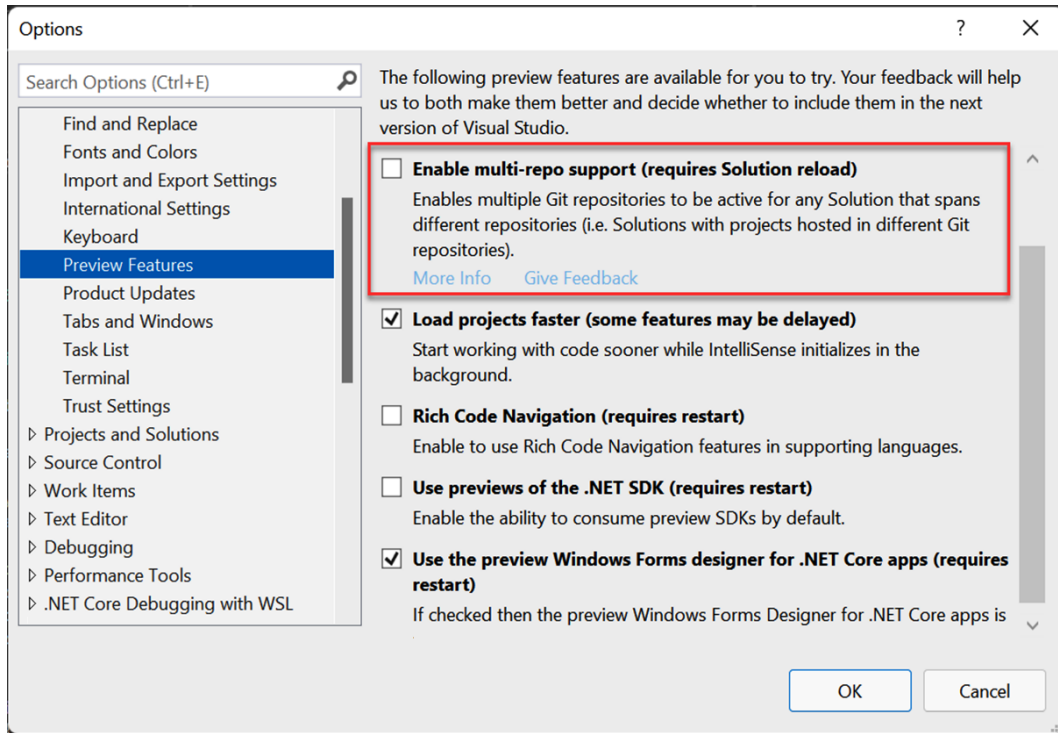 Options
?
Search Options (Ctrl+E)
Find and Replace
Fonts and Colors
Import and Export Settings
International Settings
Keyboard
Preview Features
Product Updates
Tabs and Windows
Task List
Terminal
Trust Settings
Projects and Solutions
Source Control
Work Items
Text Editor
Debugging
Performance Tools
.NET Core Debugging with WSL
The following preview features are available for you to try. Your feedback will help
us to both make them better and decide whether to include them in the next
version of Visual Studio.
Enable multi-repo support (requires Solution reload)
Enables multiple Git repositories to be active for any Solution that spans
different repositories (i.e. Solutions with projects hosted in different Git
repositories).
More Info Give Feedback
Load projects faster (some features may be delayed)
Start working with code sooner while IntelliSense initializes in the
background.
Rich Code Navigation (requires restart)
Enable to use Rich Code Navigation features in supporting languages.
Use previews of the .NET SDK (requires restart)
Enable the ability to consume preview SDKs by default.
Use the preview Windows Forms designer for .NET Core apps (requires
restart)
If checked then the preview Windows Forms Designer for .NET Core apps is
OK
Cancel